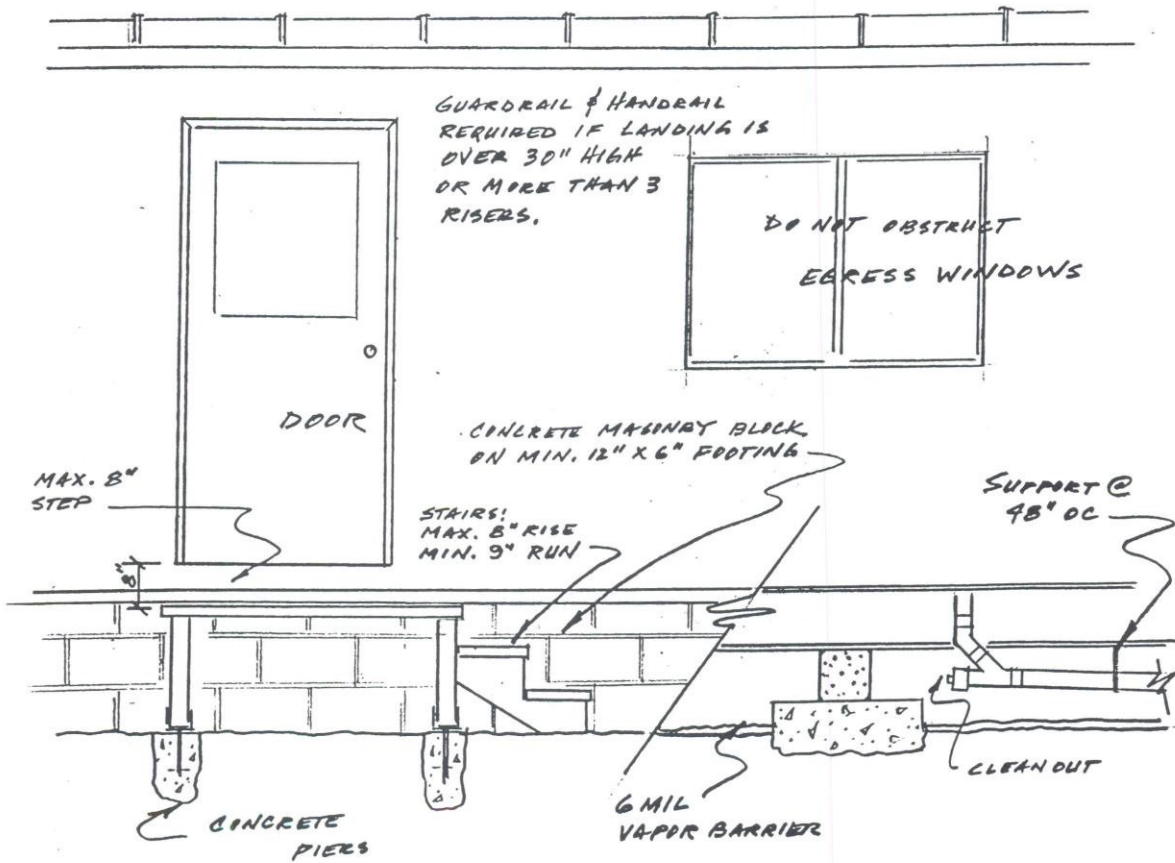 GUARDRAIL & HANDRAIL
REQUIRED IF LANDING IS
OVER 30" HIGH
OR MORE THAN 3
RISERS.
DO NOT OBSTRUCT
EGRESS WINDOWS
DOOR
CONCRETE MASONRY BLOCK
ON MIN. 12" X 6" FOOTING
MAX. 8"
STEP
STAIRS:
MAX. 8" RISE
MIN. 9" RUN
SUPPORT @
48" OC
8"
CLEANOUT
6 MIL
VAPOR BARRIER
CONCRETE
PIERS